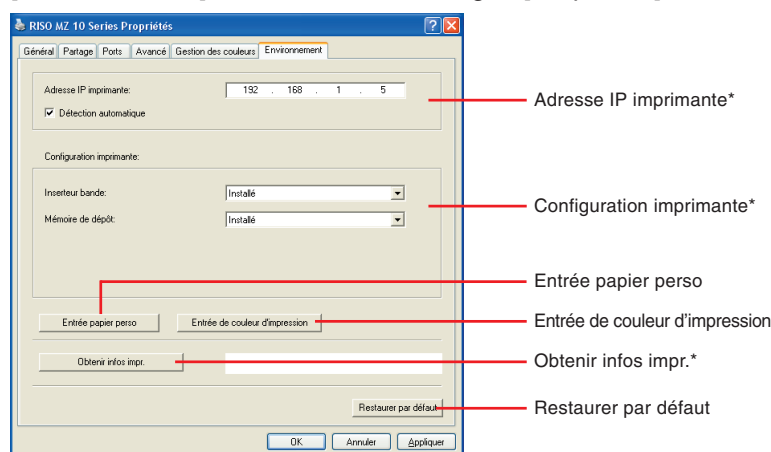 RISO MZ 10 Series Propriétés
Général Partage Ports Avancé Gestion des couleurs Environnement
Adresse IP imprimante: 192 . 168 . 1 . 5
Détection automatique
Configuration imprimante:
Inserteur bande: Installé
Mémoire de dépôt: Installé
Entrée papier perso Entrée de couleur d'impression
Obtenir infos impr.
Restaurer par défaut
OK Annuler Appliquer
Adresse IP imprimante*
Configuration imprimante*
Entrée papier perso
Entrée de couleur d’impression
Obtenir infos impr.*
Restaurer par défaut